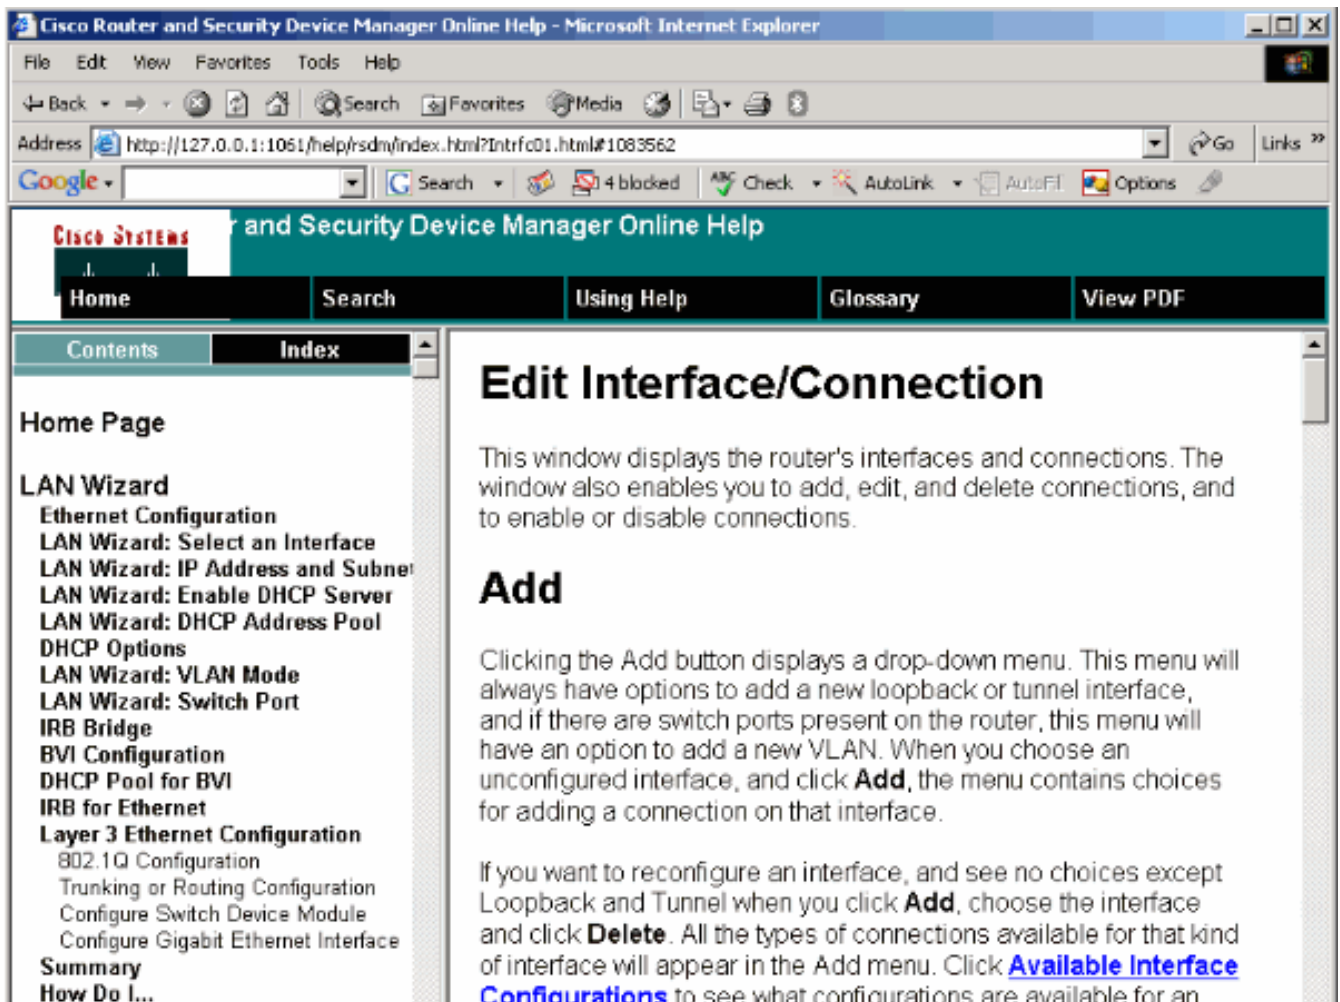 Cisco Router and Security Device Manager Online Help - Microsoft Internet Explorer
File Edit View Favorites Tools Help
Back Search Favorites Media
Address http://127.0.0.1:1061/help/rsdm/index.html?Intrfc01.html#1083562 Go Links »
Google Search 4 blocked Check AutoLink AutoFill Options
CISCO SYSTEMS
r and Security Device Manager Online Help
Home Search Using Help Glossary View PDF
Contents Index
Home Page
LAN Wizard
Ethernet Configuration
LAN Wizard: Select an Interface
LAN Wizard: IP Address and Subnet
LAN Wizard: Enable DHCP Server
LAN Wizard: DHCP Address Pool
DHCP Options
LAN Wizard: VLAN Mode
LAN Wizard: Switch Port
IRB Bridge
BVI Configuration
DHCP Pool for BVI
IRB for Ethernet
Layer 3 Ethernet Configuration
802.1Q Configuration
Trunking or Routing Configuration
Configure Switch Device Module
Configure Gigabit Ethernet Interface
Summary
How Do I...
Edit Interface/Connection
This window displays the router's interfaces and connections. The
window also enables you to add, edit, and delete connections, and
to enable or disable connections.
Add
Clicking the Add button displays a drop-down menu. This menu will
always have options to add a new loopback or tunnel interface,
and if there are switch ports present on the router, this menu will
have an option to add a new VLAN. When you choose an
unconfigured interface, and click Add, the menu contains choices
for adding a connection on that interface.
If you want to reconfigure an interface, and see no choices except
Loopback and Tunnel when you click Add, choose the interface
and click Delete. All the types of connections available for that kind
of interface will appear in the Add menu. Click Available Interface
Configurations to see what configurations are available for an